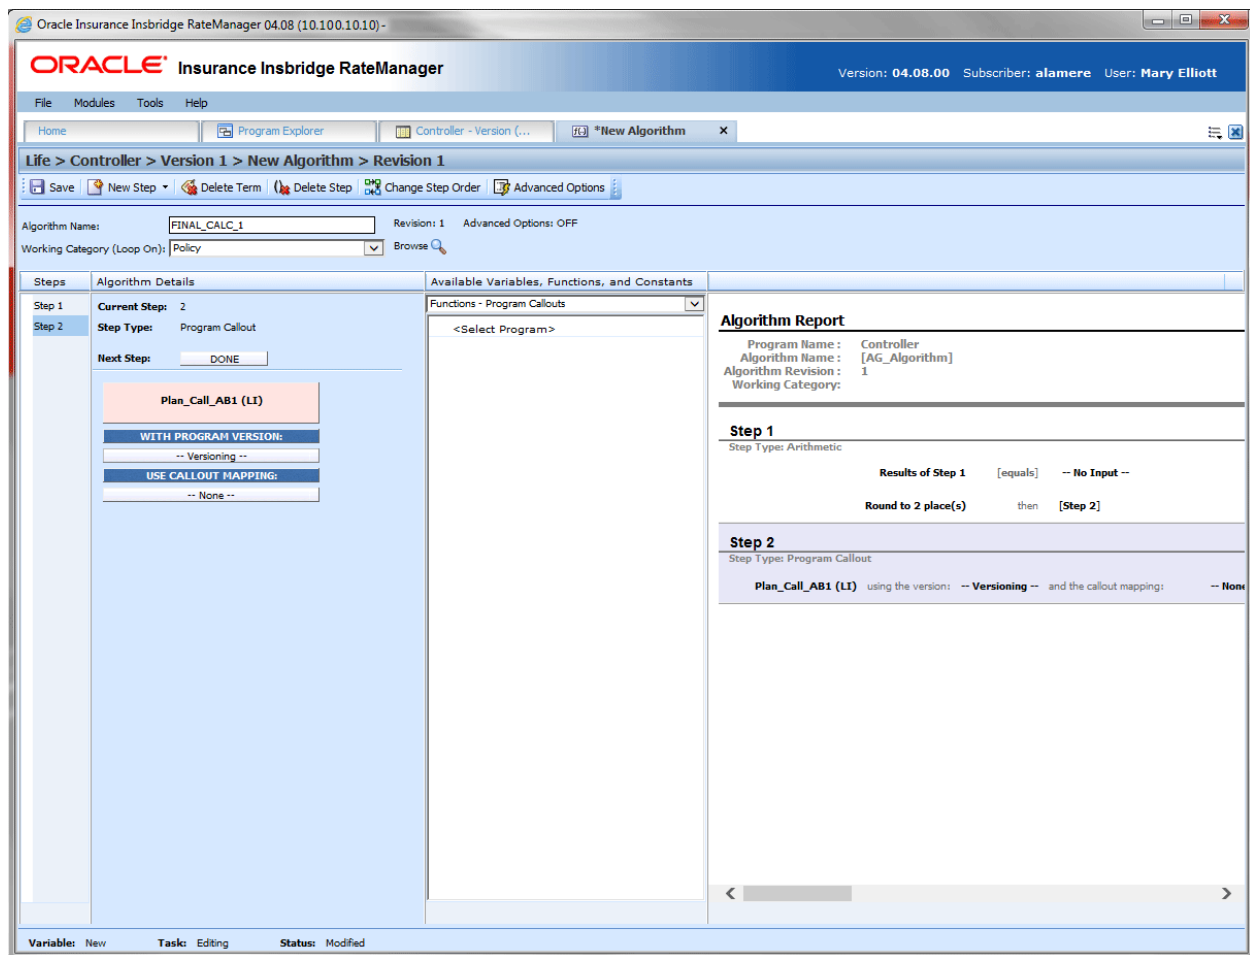 Oracle Insurance Insbridge RateManager 04.08 (10.100.10.10) -
ORACLE Insurance Insbridge RateManager
Version: 04.08.00 Subscriber: alamere User: Mary Elliott
File Modules Tools Help
Home Program Explorer Controller - Version (... f(x) *New Algorithm X
Life > Controller > Version 1 > New Algorithm > Revision 1
Save New Step Delete Term Delete Step Change Step Order Advanced Options
Algorithm Name: FINAL_CALC_1 Revision: 1 Advanced Options: OFF
Working Category (Loop On): Policy Browse
Steps Algorithm Details Available Variables, Functions, and Constants
Step 1
Step 2
Current Step: 2
Step Type: Program Callout
Next Step: DONE
Plan_Call_AB1 (LI)
WITH PROGRAM VERSION:
-- Versioning --
USE CALLOUT MAPPING:
-- None --
Functions - Program Callouts
<Select Program>
Algorithm Report
Program Name : Controller
Algorithm Name : [AG_Algorithm]
Algorithm Revision : 1
Working Category:
Step 1
Step Type: Arithmetic
Results of Step 1 [equals] -- No Input --
Round to 2 place(s) then [Step 2]
Step 2
Step Type: Program Callout
Plan_Call_AB1 (LI) using the version: -- Versioning -- and the callout mapping: -- None
Variable: New Task: Editing Status: Modified